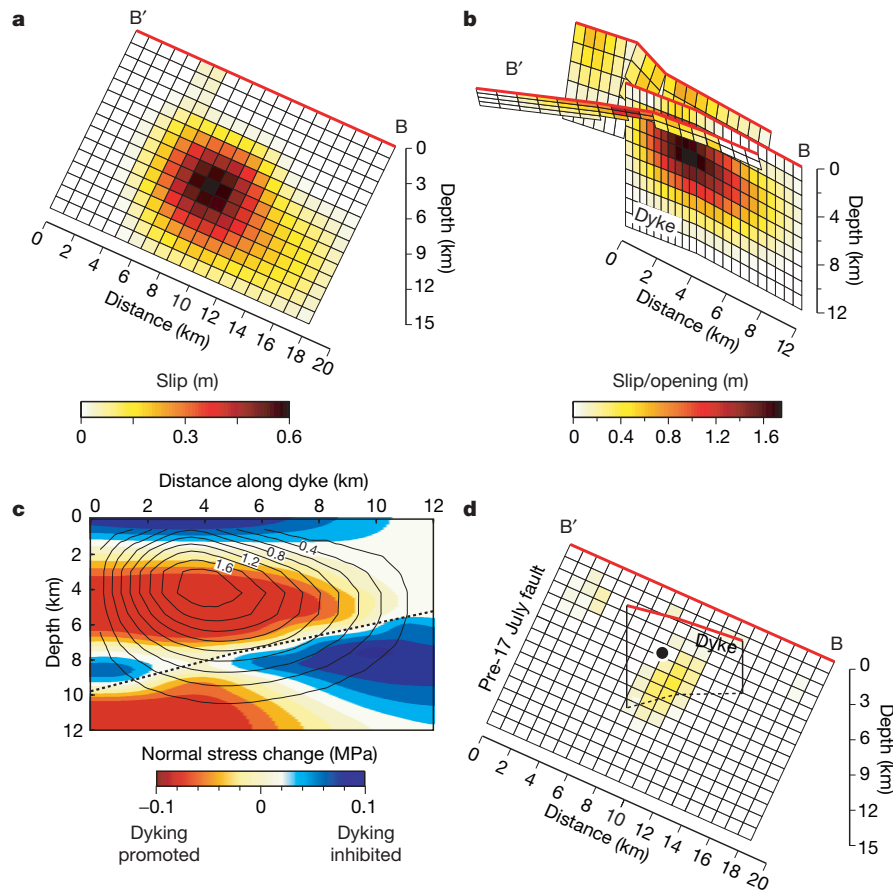 a
B′
B
0
3
6
9
12
15
Depth (km)
0 2 4 6 8 10 12 14 16 18 20
Distance (km)
Slip (m)
0 0.3 0.6
b
B′
B
Dyke
0
4
8
12
Depth (km)
0 2 4 6 8 10 12
Distance (km)
Slip/opening (m)
0 0.4 0.8 1.2 1.6
c
Distance along dyke (km)
0 2 4 6 8 10 12
0
2
4
6
8
10
12
Depth (km)
1.6 1.2 0.8 0.4
Normal stress change (MPa)
–0.1 0 0.1
Dyking promoted
Dyking inhibited
d
B′
B
Pre-17 July fault
Dyke
0
3
6
9
12
15
Depth (km)
0 2 4 6 8 10 12 14 16 18 20
Distance (km)